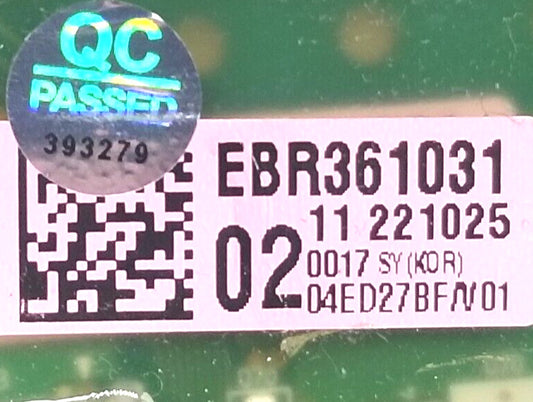 QC
PASSED
393279
EBR361031
11 221025
02
0017 SY(KOR)
04ED27BF/V01